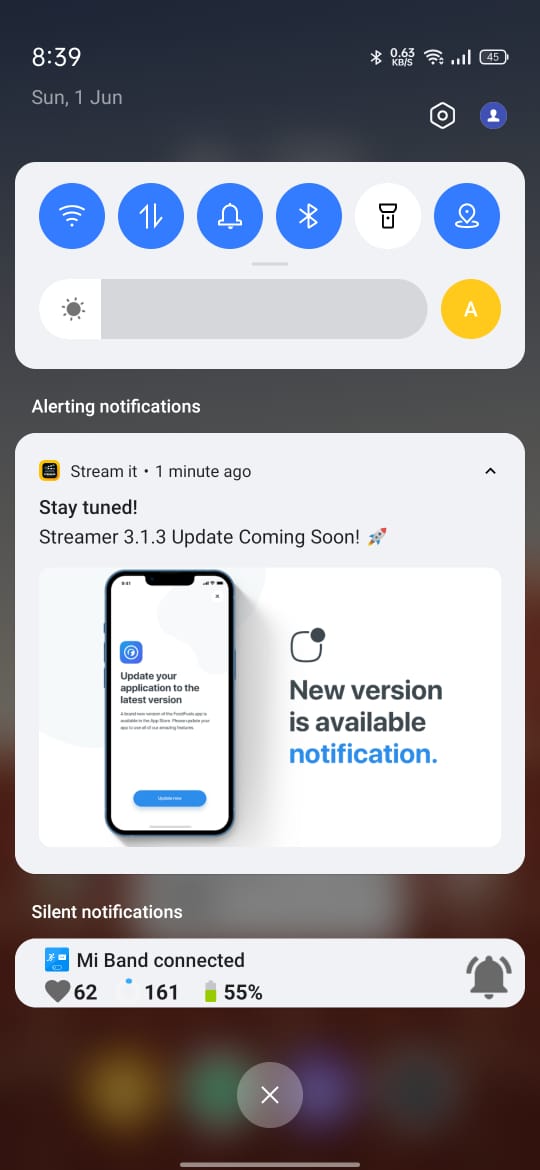 8:39
0.63 KB/S
45
Sun, 1 Jun
A
Alerting notifications
Stream it • 1 minute ago
Stay tuned!
Streamer 3.1.3 Update Coming Soon! 🚀
Update your
application to the
latest version
A brand new version of the FoodPush app is
available in the App Store. Please update your
app to use all of our amazing features.
Update now
New version
is available
notification.
Silent notifications
Mi Band connected
62 161 55%